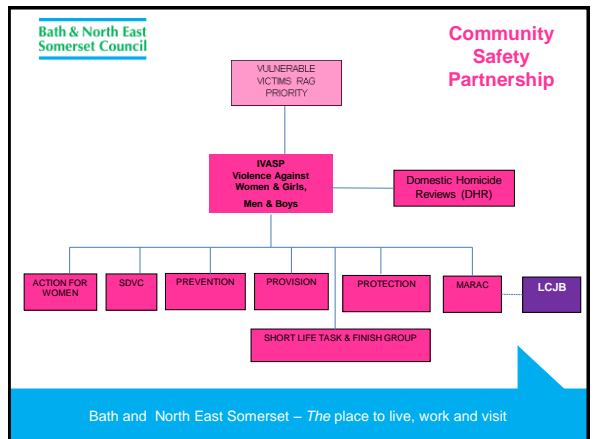 Bath & North East
Somerset Council
Community
Safety
Partnership
VULNERABLE
VICTIMS RAG
PRIORITY
IVASP
Violence Against
Women & Girls,
Men & Boys
Domestic Homicide
Reviews (DHR)
ACTION FOR
WOMEN
SDVC
PREVENTION
PROVISION
PROTECTION
MARAC
LCJB
SHORT LIFE TASK & FINISH GROUP
Bath and North East Somerset – The place to live, work and visit